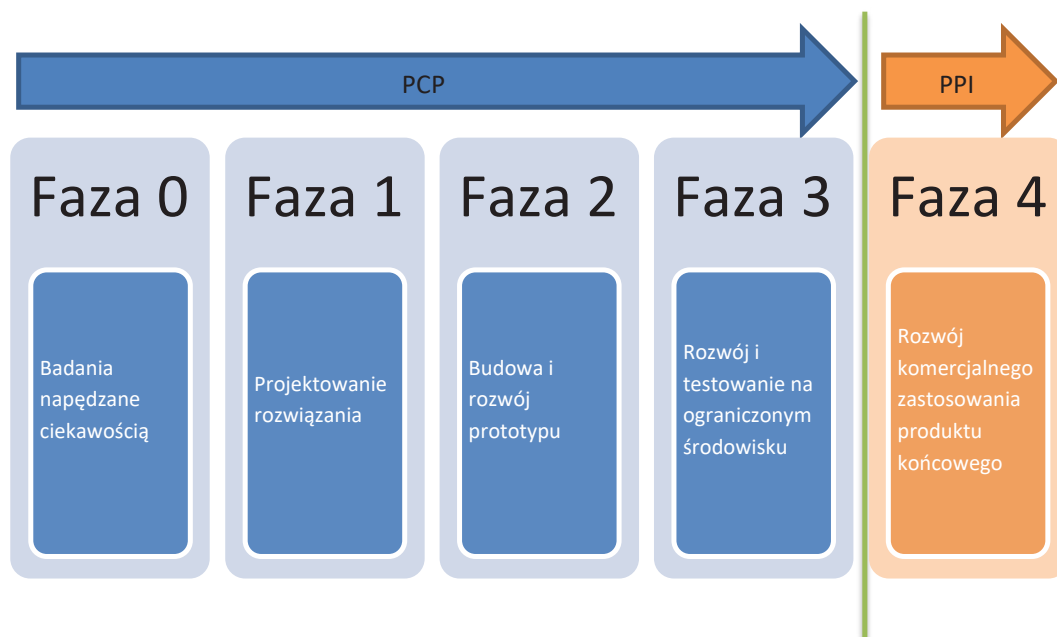 PCP
PPI
Faza 0
Faza 1
Faza 2
Faza 3
Faza 4
Badania
napędzane
ciekawością
Projektowanie
rozwiązania
Budowa i
rozwój
prototypu
Rozwój i
testowanie na
ograniczonym
środowisku
Rozwój
komercjalnego
zastosowania
produktu
końcowego